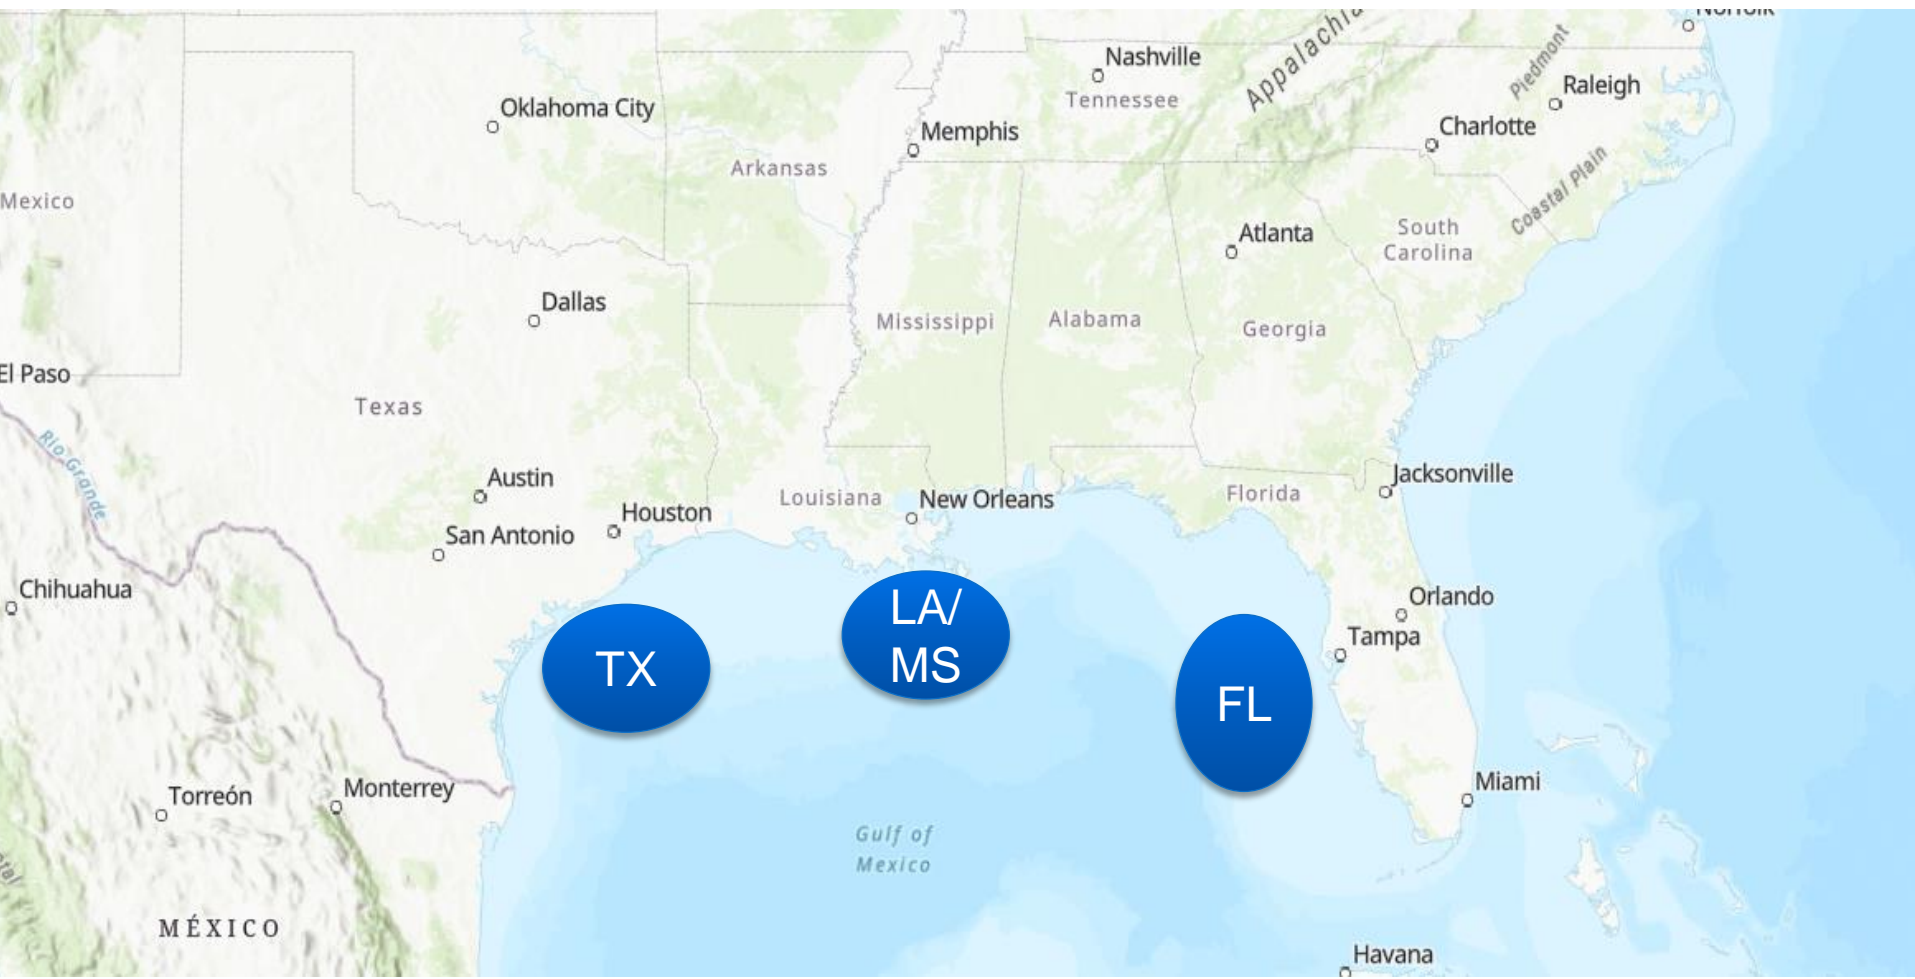 Norfolk
Nashville
Tennessee
Appalachia
Piedmont
Raleigh
Oklahoma City
Memphis
Charlotte
Arkansas
Coastal Plain
Mexico
Atlanta
South
Carolina
Dallas
Mississippi
Alabama
Georgia
El Paso
Texas
Rio Grande
Austin
Jacksonville
Louisiana
New Orleans
Florida
Houston
San Antonio
Chihuahua
Orlando
LA/
MS
Tampa
TX
FL
Miami
Torreón
Monterrey
Gulf of
Mexico
MÉXICO
Havana